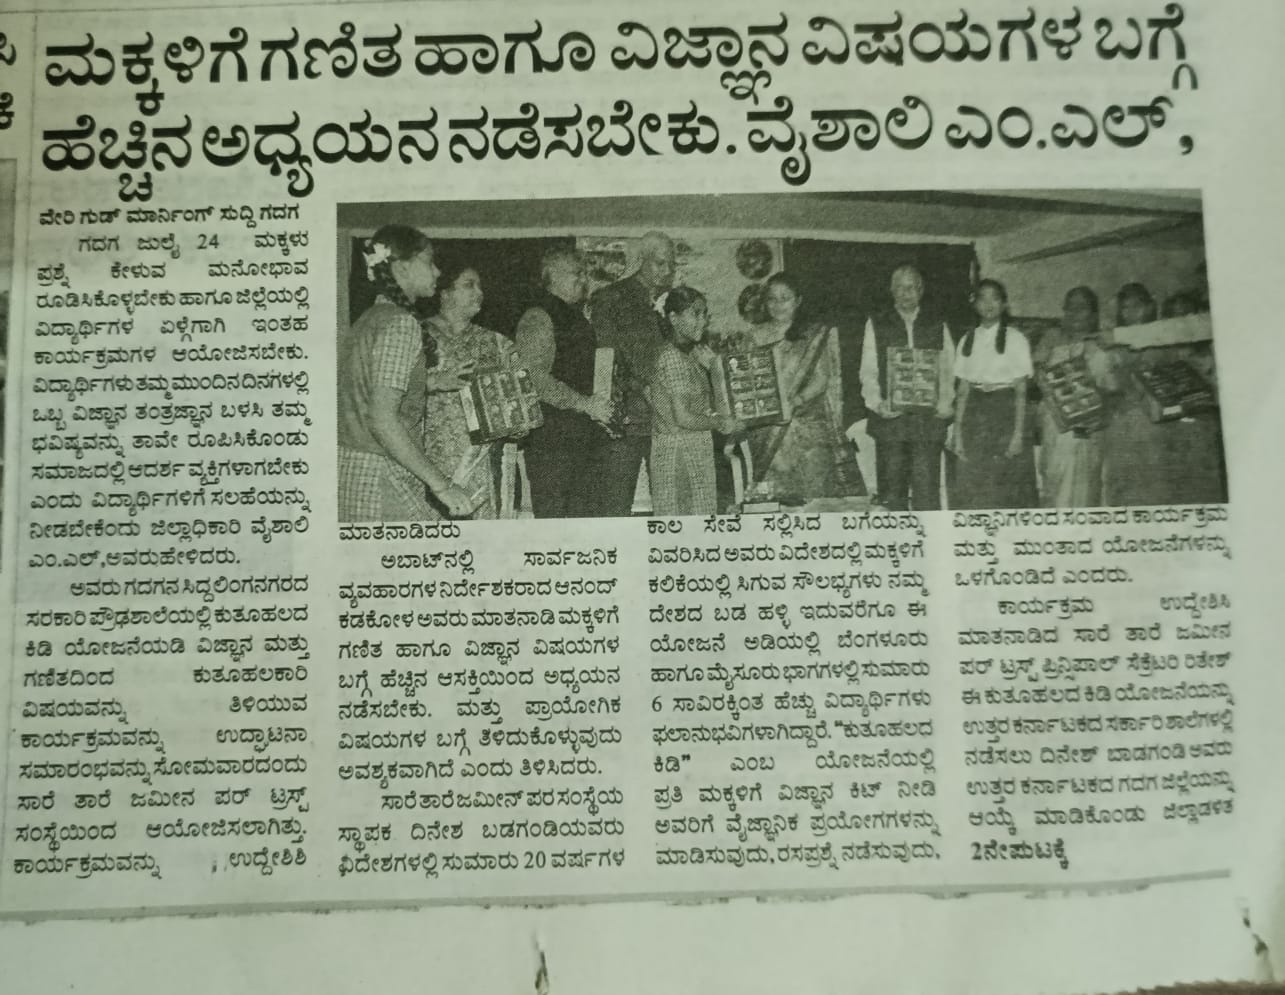 ಮಕ್ಕಳಿಗೆ ಗಣಿತ ಹಾಗೂ ವಿಜ್ಞಾನ ವಿಷಯಗಳ ಬಗ್ಗೆ
ಹೆಚ್ಚಿನ ಅಧ್ಯಯನ ನಡೆಸಬೇಕು. ವೈಶಾಲಿ ಎಂ.ಎಲ್,
ವೇರಿ ಗುಡ್ ಮಾರ್ನಿಂಗ್ ಸುದ್ದಿ ಗದಗ
ಗದಗ ಜುಲೈ 24 ಮಕ್ಕಳು
ಪ್ರಶ್ನೆ ಕೇಳುವ ಮನೋಭಾವ
ರೂಡಿಸಿಕೊಳ್ಳಬೇಕು ಹಾಗೂ ಜಿಲ್ಲೆಯಲ್ಲಿ
ವಿದ್ಯಾರ್ಥಿಗಳ ಏಳ್ಗೆಗಾಗಿ ಇಂತಹ
ಕಾರ್ಯಕ್ರಮಗಳ ಆಯೋಜಿಸಬೇಕು.
ವಿದ್ಯಾರ್ಥಿಗಳು ತಮ್ಮ ಮುಂದಿನ ದಿನಗಳಲ್ಲಿ
ಒಬ್ಬ ವಿಜ್ಞಾನ ತಂತ್ರಜ್ಞಾನ ಬಳಸಿ ತಮ್ಮ
ಭವಿಷ್ಯವನ್ನು ತಾವೇ ರೂಪಿಸಿಕೊಂಡು
ಸಮಾಜದಲ್ಲಿ ಆದರ್ಶ ವ್ಯಕ್ತಿಗಳಾಗಬೇಕು
ಎಂದು ವಿದ್ಯಾರ್ಥಿಗಳಿಗೆ ಸಲಹೆಯನ್ನು
ನೀಡಬೇಕೆಂದು ಜಿಲ್ಲಾಧಿಕಾರಿ ವೈಶಾಲಿ
ಎಂ.ಎಲ್,ಅವರು ಹೇಳಿದರು.
ಅವರು ಗದಗನ ಸಿದ್ದಲಿಂಗನಗರದ
ಸರಕಾರಿ ಪ್ರೌಢಶಾಲೆಯಲ್ಲಿ ಕುತೂಹಲದ
ಕಿಡಿ ಯೋಜನೆಯಡಿ ವಿಜ್ಞಾನ ಮತ್ತು
ಗಣಿತದಿಂದ ಕುತೂಹಲಕಾರಿ
ವಿಷಯವನ್ನು ತಿಳಿಯುವ
ಕಾರ್ಯಕ್ರಮವನ್ನು ಉದ್ಘಾಟನಾ
ಸಮಾರಂಭವನ್ನು ಸೋಮವಾರದಂದು
ಸಾರೆ ತಾರೆ ಜಮೀನ ಪರ್ ಟ್ರಸ್ಟ್
ಸಂಸ್ಥೆಯಿಂದ ಆಯೋಜಿಸಲಾಗಿತ್ತು.
ಕಾರ್ಯಕ್ರಮವನ್ನು ಉದ್ದೇಶಿಶಿ
ಮಾತನಾಡಿದರು
ಅಬಾಟ್‌ನಲ್ಲಿ ಸಾರ್ವಜನಿಕ
ವ್ಯವಹಾರಗಳ ನಿರ್ದೇಶಕರಾದ ಆನಂದ್
ಕಡಕೋಳ ಅವರು ಮಾತನಾಡಿ ಮಕ್ಕಳಿಗೆ
ಗಣಿತ ಹಾಗೂ ವಿಜ್ಞಾನ ವಿಷಯಗಳ
ಬಗ್ಗೆ ಹೆಚ್ಚಿನ ಆಸಕ್ತಿಯಿಂದ ಅಧ್ಯಯನ
ನಡೆಸಬೇಕು. ಮತ್ತು ಪ್ರಾಯೋಗಿಕ
ವಿಷಯಗಳ ಬಗ್ಗೆ ತಿಳಿದುಕೊಳ್ಳುವುದು
ಅವಶ್ಯಕವಾಗಿದೆ ಎಂದು ತಿಳಿಸಿದರು.
ಸಾರೆ ತಾರೆ ಜಮೀನ್ ಪರ ಸಂಸ್ಥೆಯ
ಸ್ಥಾಪಕ ದಿನೇಶ ಬಡಗಂಡಿಯವರು
ವಿದೇಶಗಳಲ್ಲಿ ಸುಮಾರು 20 ವರ್ಷಗಳ
ಕಾಲ ಸೇವೆ ಸಲ್ಲಿಸಿದ ಬಗೆಯನ್ನು
ವಿವರಿಸಿದ ಅವರು ವಿದೇಶದಲ್ಲಿ ಮಕ್ಕಳಿಗೆ
ಕಲಿಕೆಯಲ್ಲಿ ಸಿಗುವ ಸೌಲಭ್ಯಗಳು ನಮ್ಮ
ದೇಶದ ಬಡ ಹಳ್ಳಿ ಇದುವರೆಗೂ ಈ
ಯೋಜನೆ ಅಡಿಯಲ್ಲಿ ಬೆಂಗಳೂರು
ಹಾಗೂ ಮೈಸೂರು ಭಾಗಗಳಲ್ಲಿ ಸುಮಾರು
6 ಸಾವಿರಕ್ಕಿಂತ ಹೆಚ್ಚು ವಿದ್ಯಾರ್ಥಿಗಳು
ಫಲಾನುಭವಿಗಳಾಗಿದ್ದಾರೆ. "ಕುತೂಹಲದ
ಕಿಡಿ" ಎಂಬ ಯೋಜನೆಯಲ್ಲಿ
ಪ್ರತಿ ಮಕ್ಕಳಿಗೆ ವಿಜ್ಞಾನ ಕಿಟ್ ನೀಡಿ
ಅವರಿಗೆ ವೈಜ್ಞಾನಿಕ ಪ್ರಯೋಗಗಳನ್ನು
ಮಾಡಿಸುವುದು, ರಸಪ್ರಶ್ನೆ ನಡೆಸುವುದು,
ವಿಜ್ಞಾನಿಗಳಿಂದ ಸಂವಾದ ಕಾರ್ಯಕ್ರಮ
ಮತ್ತು ಮುಂತಾದ ಯೋಜನೆಗಳನ್ನು
ಒಳಗೊಂಡಿದೆ ಎಂದರು.
ಕಾರ್ಯಕ್ರಮ ಉದ್ದೇಶಿಸಿ
ಮಾತನಾಡಿದ ಸಾರೆ ತಾರೆ ಜಮೀನ
ಪರ್ ಟ್ರಸ್ಟ್ ಪ್ರಿನ್ಸಿಪಾಲ್ ಸೆಕ್ರೆಟರಿ ರಿತೇಶ್
ಈ ಕುತೂಹಲದ ಕಿಡಿ ಯೋಜನೆಯನ್ನು
ಉತ್ತರ ಕರ್ನಾಟಕದ ಸರ್ಕಾರಿ ಶಾಲೆಗಳಲ್ಲಿ
ನಡೆಸಲು ದಿನೇಶ್ ಬಾಡಗಂಡಿ ಅವರು
ಉತ್ತರ ಕರ್ನಾಟಕದ ಗದಗ ಜಿಲ್ಲೆಯನ್ನು
ಆಯ್ಕೆ ಮಾಡಿಕೊಂಡು ಜಿಲ್ಲಾಡಳಿತ
2ನೇ ಪುಟಕ್ಕೆ